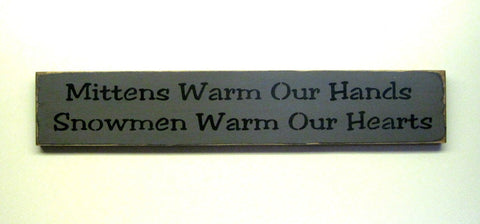 Mittens Warm Our Hands
Snowmen Warm Our Hearts